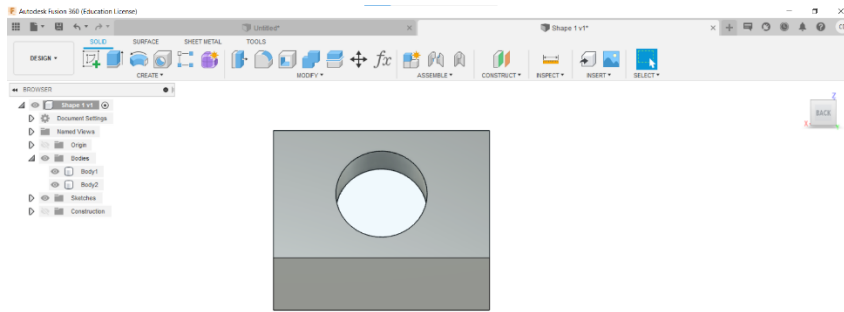 Autodesk Fusion 360 (Education License)
Untitled*
Shape 1 v1*
SOLID SURFACE SHEET METAL TOOLS
DESIGN
fx
CREATE MODIFY ASSEMBLE CONSTRUCT INSPECT INSERT SELECT
BROWSER
Shape 1 v1
Document Settings
Named Views
Origin
Bodies
Body1
Body2
Sketches
Construction
Z
BACK
X